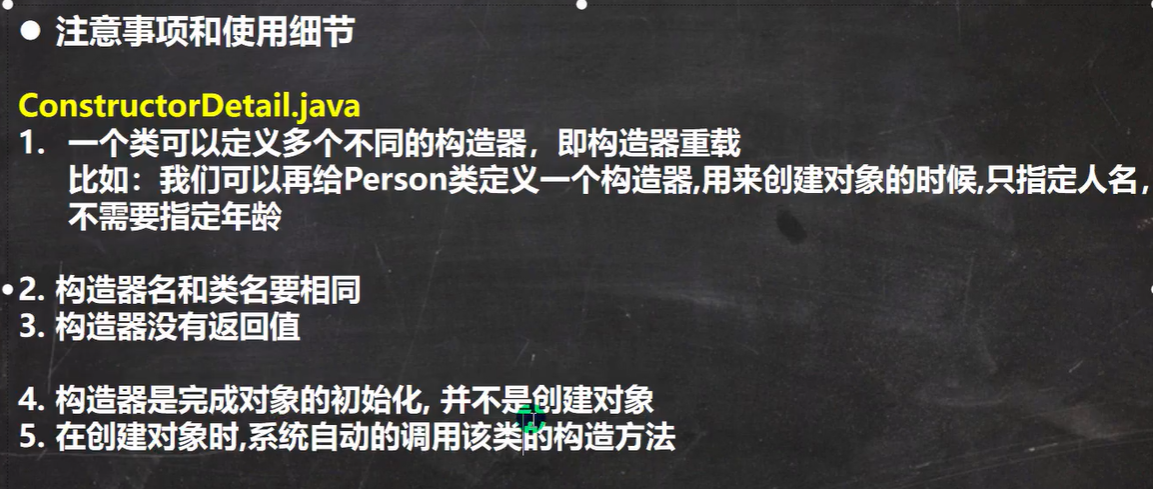 ● 注意事项和使用细节
ConstructorDetail.java
1. 一个类可以定义多个不同的构造器，即构造器重载
比如：我们可以再给Person类定义一个构造器,用来创建对象的时候,只指定人名，
不需要指定年龄
2. 构造器名和类名要相同
3. 构造器没有返回值
4. 构造器是完成对象的初始化, 并不是创建对象
5. 在创建对象时,系统自动的调用该类的构造方法